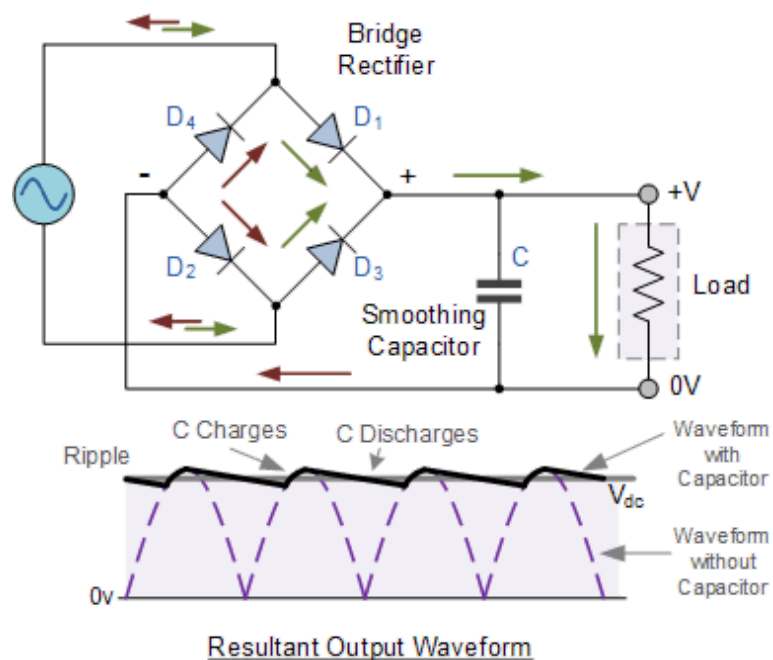 Bridge
Rectifier
D4
D1
-
+
+V
D2
D3
C
Load
Smoothing
Capacitor
0V
C Charges
C Discharges
Waveform
with
Capacitor
Ripple
Vdc
Waveform
without
Capacitor
0v
Resultant Output Waveform